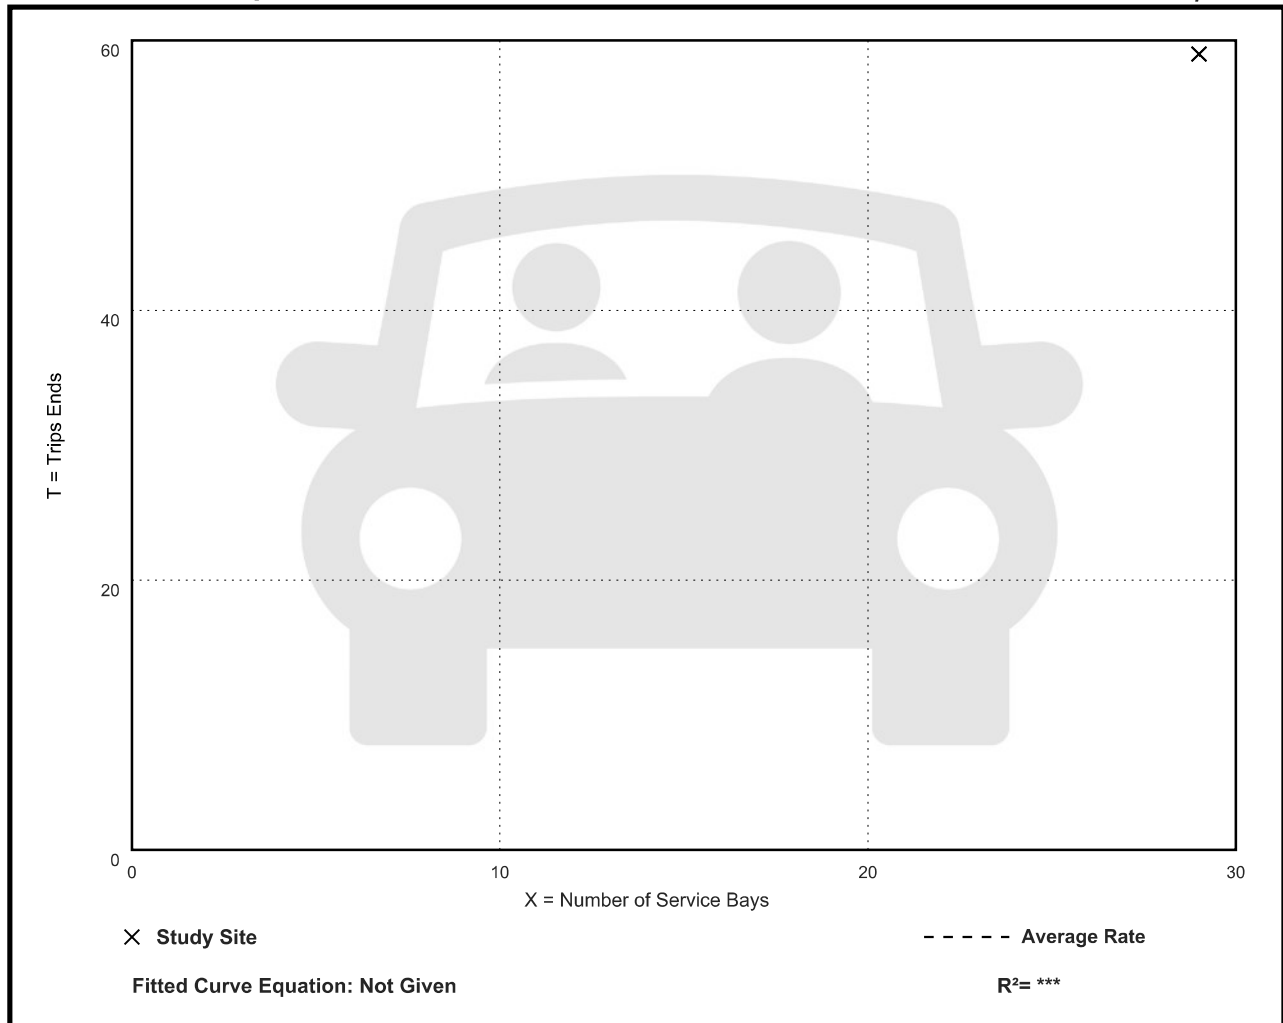 60
40
20
0
T = Trips Ends
0 10 20 30
X = Number of Service Bays
Study Site
Average Rate
Fitted Curve Equation: Not Given
R²= ***